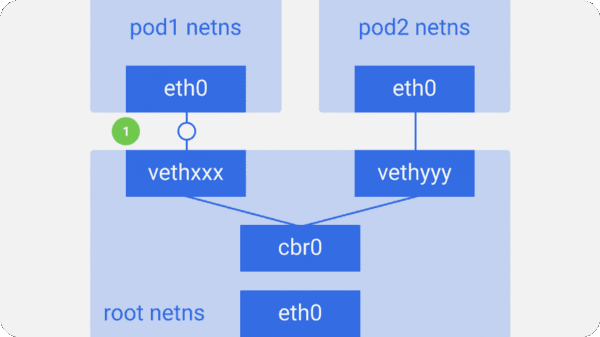 pod1 netns
pod2 netns
eth0
eth0
1
vethxxx
vethyyy
cbr0
root netns
eth0